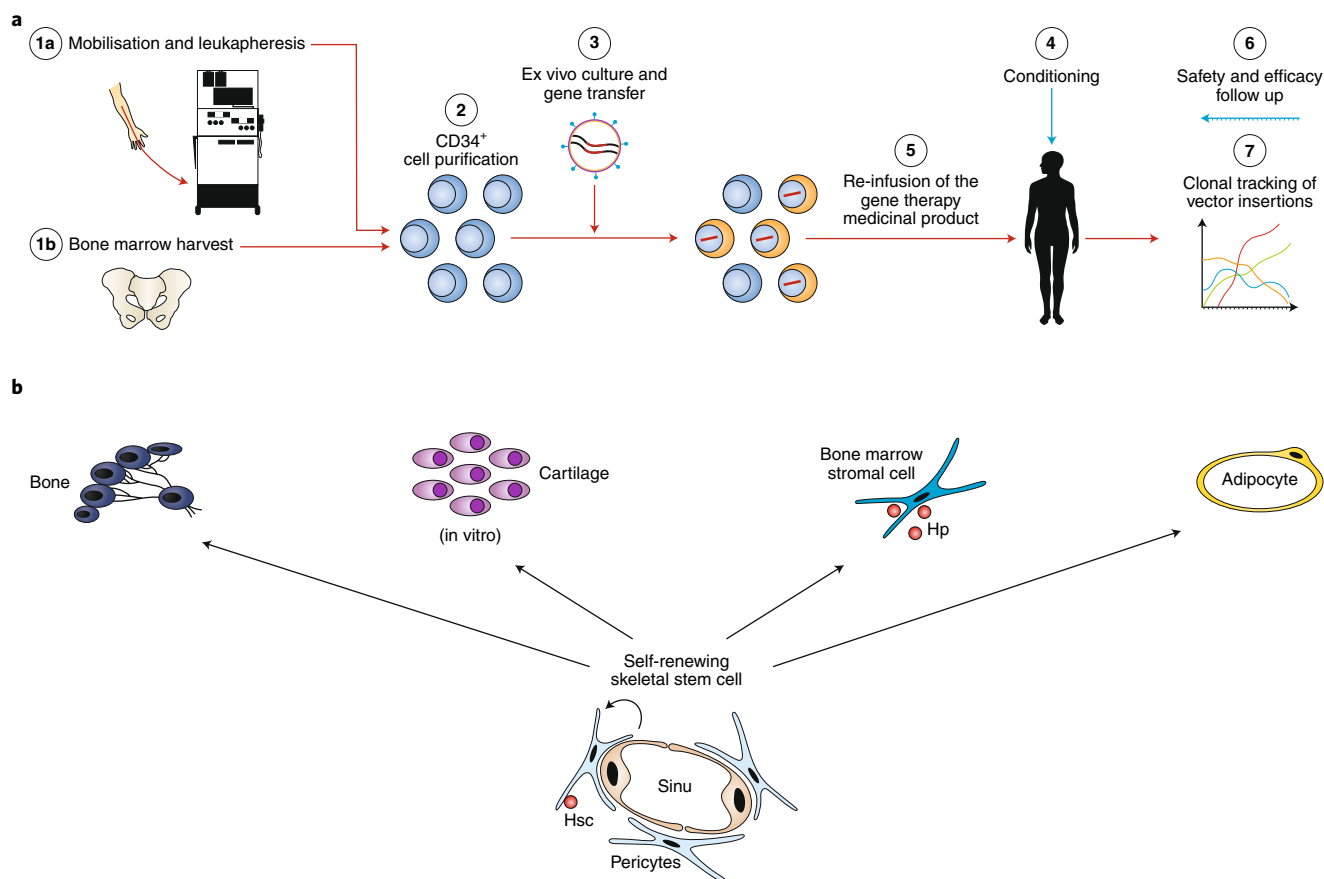 a
1a Mobilisation and leukapheresis
1b Bone marrow harvest
2
CD34⁺
cell purification
3
Ex vivo culture and
gene transfer
5
Re-infusion of the
gene therapy
medicinal product
4
Conditioning
6
Safety and efficacy
follow up
7
Clonal tracking of
vector insertions
b
Bone
Cartilage
(in vitro)
Bone marrow
stromal cell
Hp
Adipocyte
Self-renewing
skeletal stem cell
Sinu
Hsc
Pericytes